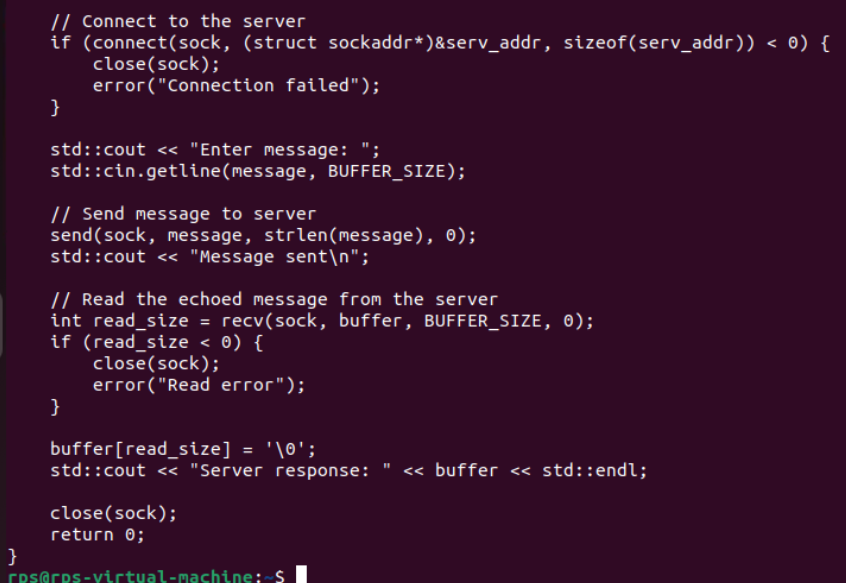 // Connect to the server
if (connect(sock, (struct sockaddr*)&serv_addr, sizeof(serv_addr)) < 0) {
close(sock);
error("Connection failed");
}
std::cout << "Enter message: ";
std::cin.getline(message, BUFFER_SIZE);
// Send message to server
send(sock, message, strlen(message), 0);
std::cout << "Message sent\n";
// Read the echoed message from the server
int read_size = recv(sock, buffer, BUFFER_SIZE, 0);
if (read_size < 0) {
close(sock);
error("Read error");
}
buffer[read_size] = '\0';
std::cout << "Server response: " << buffer << std::endl;
close(sock);
return 0;
}
rps@rps-virtual-machine:~$